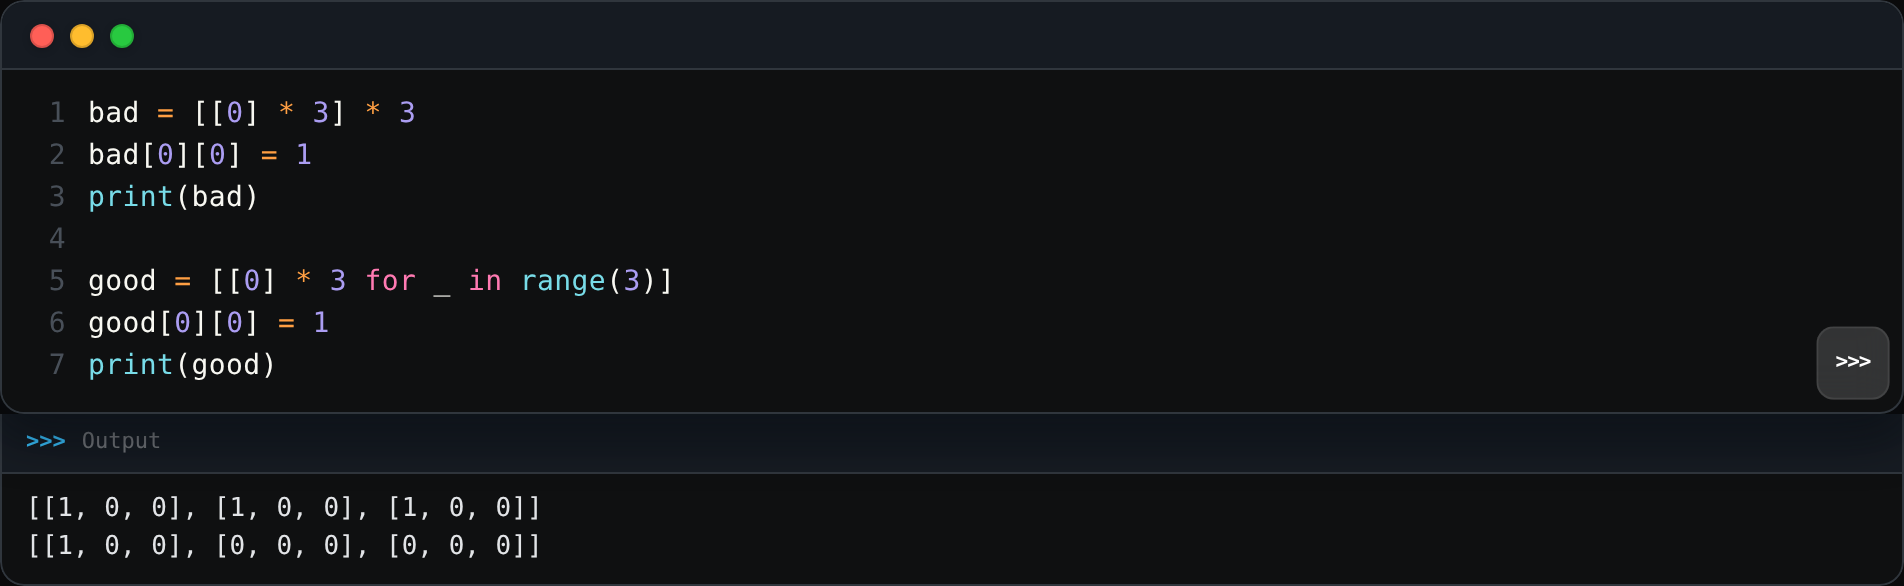 1 bad = [[0] * 3] * 3
2 bad[0][0] = 1
3 print(bad)
4
5 good = [[0] * 3 for _ in range(3)]
6 good[0][0] = 1
7 print(good)
>>>
>>> Output
[[1, 0, 0], [1, 0, 0], [1, 0, 0]]
[[1, 0, 0], [0, 0, 0], [0, 0, 0]]